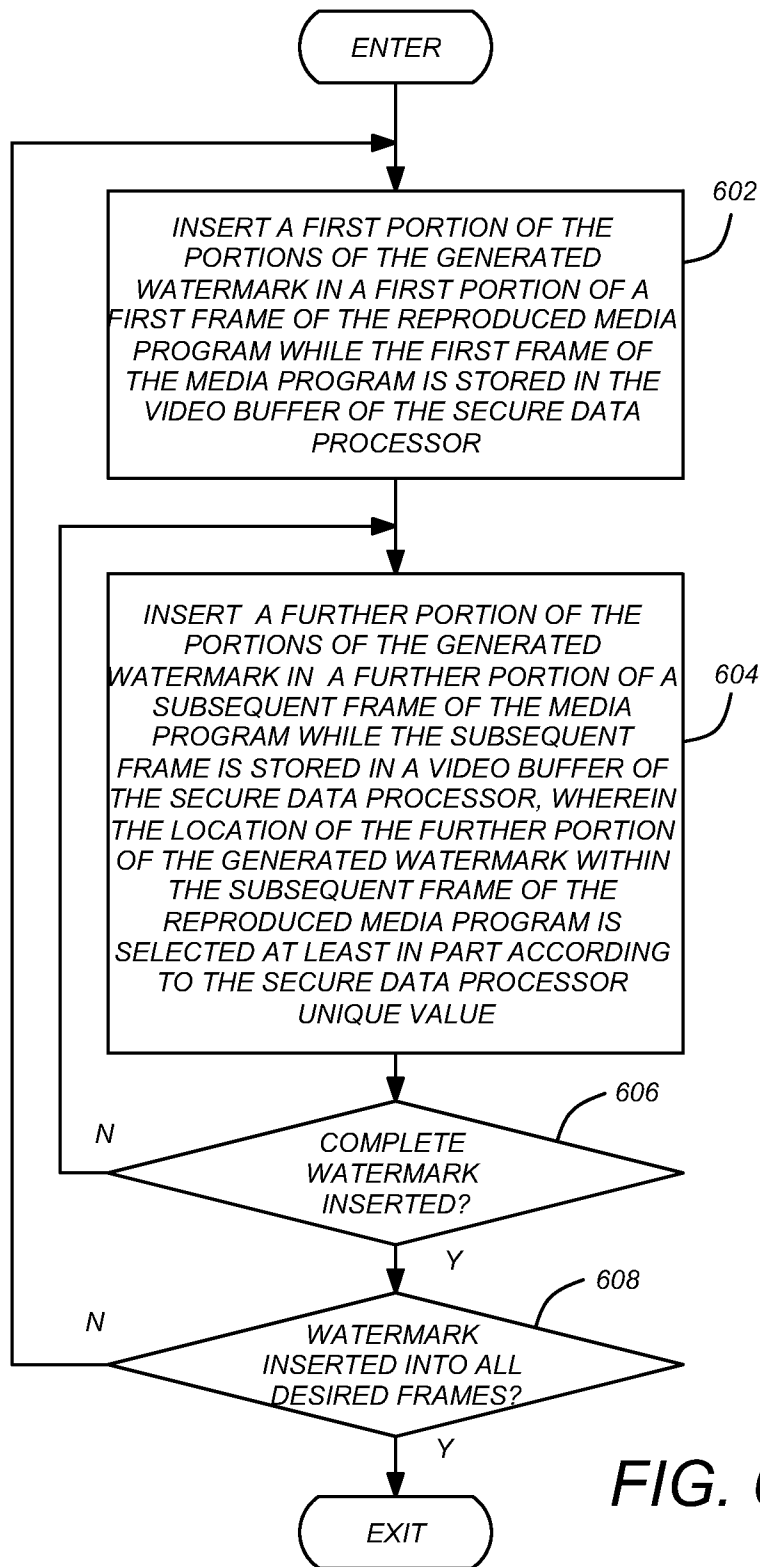 ENTER
602
INSERT A FIRST PORTION OF THE
PORTIONS OF THE GENERATED
WATERMARK IN A FIRST PORTION OF A
FIRST FRAME OF THE REPRODUCED MEDIA
PROGRAM WHILE THE FIRST FRAME OF
THE MEDIA PROGRAM IS STORED IN THE
VIDEO BUFFER OF THE SECURE DATA
PROCESSOR
604
INSERT A FURTHER PORTION OF THE
PORTIONS OF THE GENERATED
WATERMARK IN A FURTHER PORTION OF A
SUBSEQUENT FRAME OF THE MEDIA
PROGRAM WHILE THE SUBSEQUENT
FRAME IS STORED IN A VIDEO BUFFER OF
THE SECURE DATA PROCESSOR, WHEREIN
THE LOCATION OF THE FURTHER PORTION
OF THE GENERATED WATERMARK WITHIN
THE SUBSEQUENT FRAME OF THE
REPRODUCED MEDIA PROGRAM IS
SELECTED AT LEAST IN PART ACCORDING
TO THE SECURE DATA PROCESSOR
UNIQUE VALUE
606
N
COMPLETE
WATERMARK
INSERTED?
Y
608
N
WATERMARK
INSERTED INTO ALL
DESIRED FRAMES?
Y
FIG.
EXIT